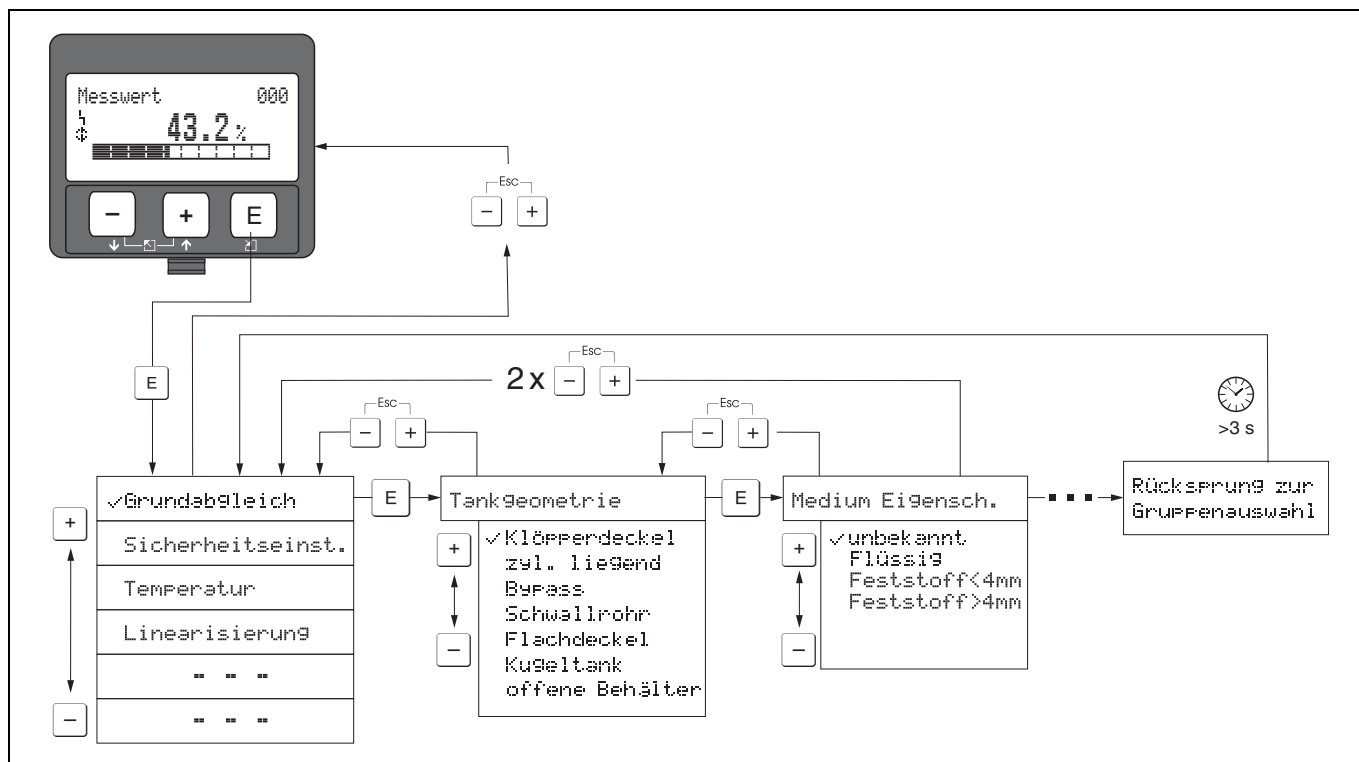 Messwert 000
43.2 %
- + E
Esc
- +
E
2 x
Esc
- +
Esc
- +
Esc
- +
>3 s
✓Grundabgleich
Sicherheitseinst.
Temperatur
Linearisierung
- - -
- - -
+
-
E
Tankgeometrie
✓Klöpperdeckel
zyl. liegend
Bypass
Schwallrohr
Flachdeckel
Kugeltank
offene Behälter
+
-
E
Medium Eigensch.
✓unbekannt
Flüssig
Feststoff<4mm
Feststoff>4mm
+
-
Rücksprung zur
Gruppenauswahl